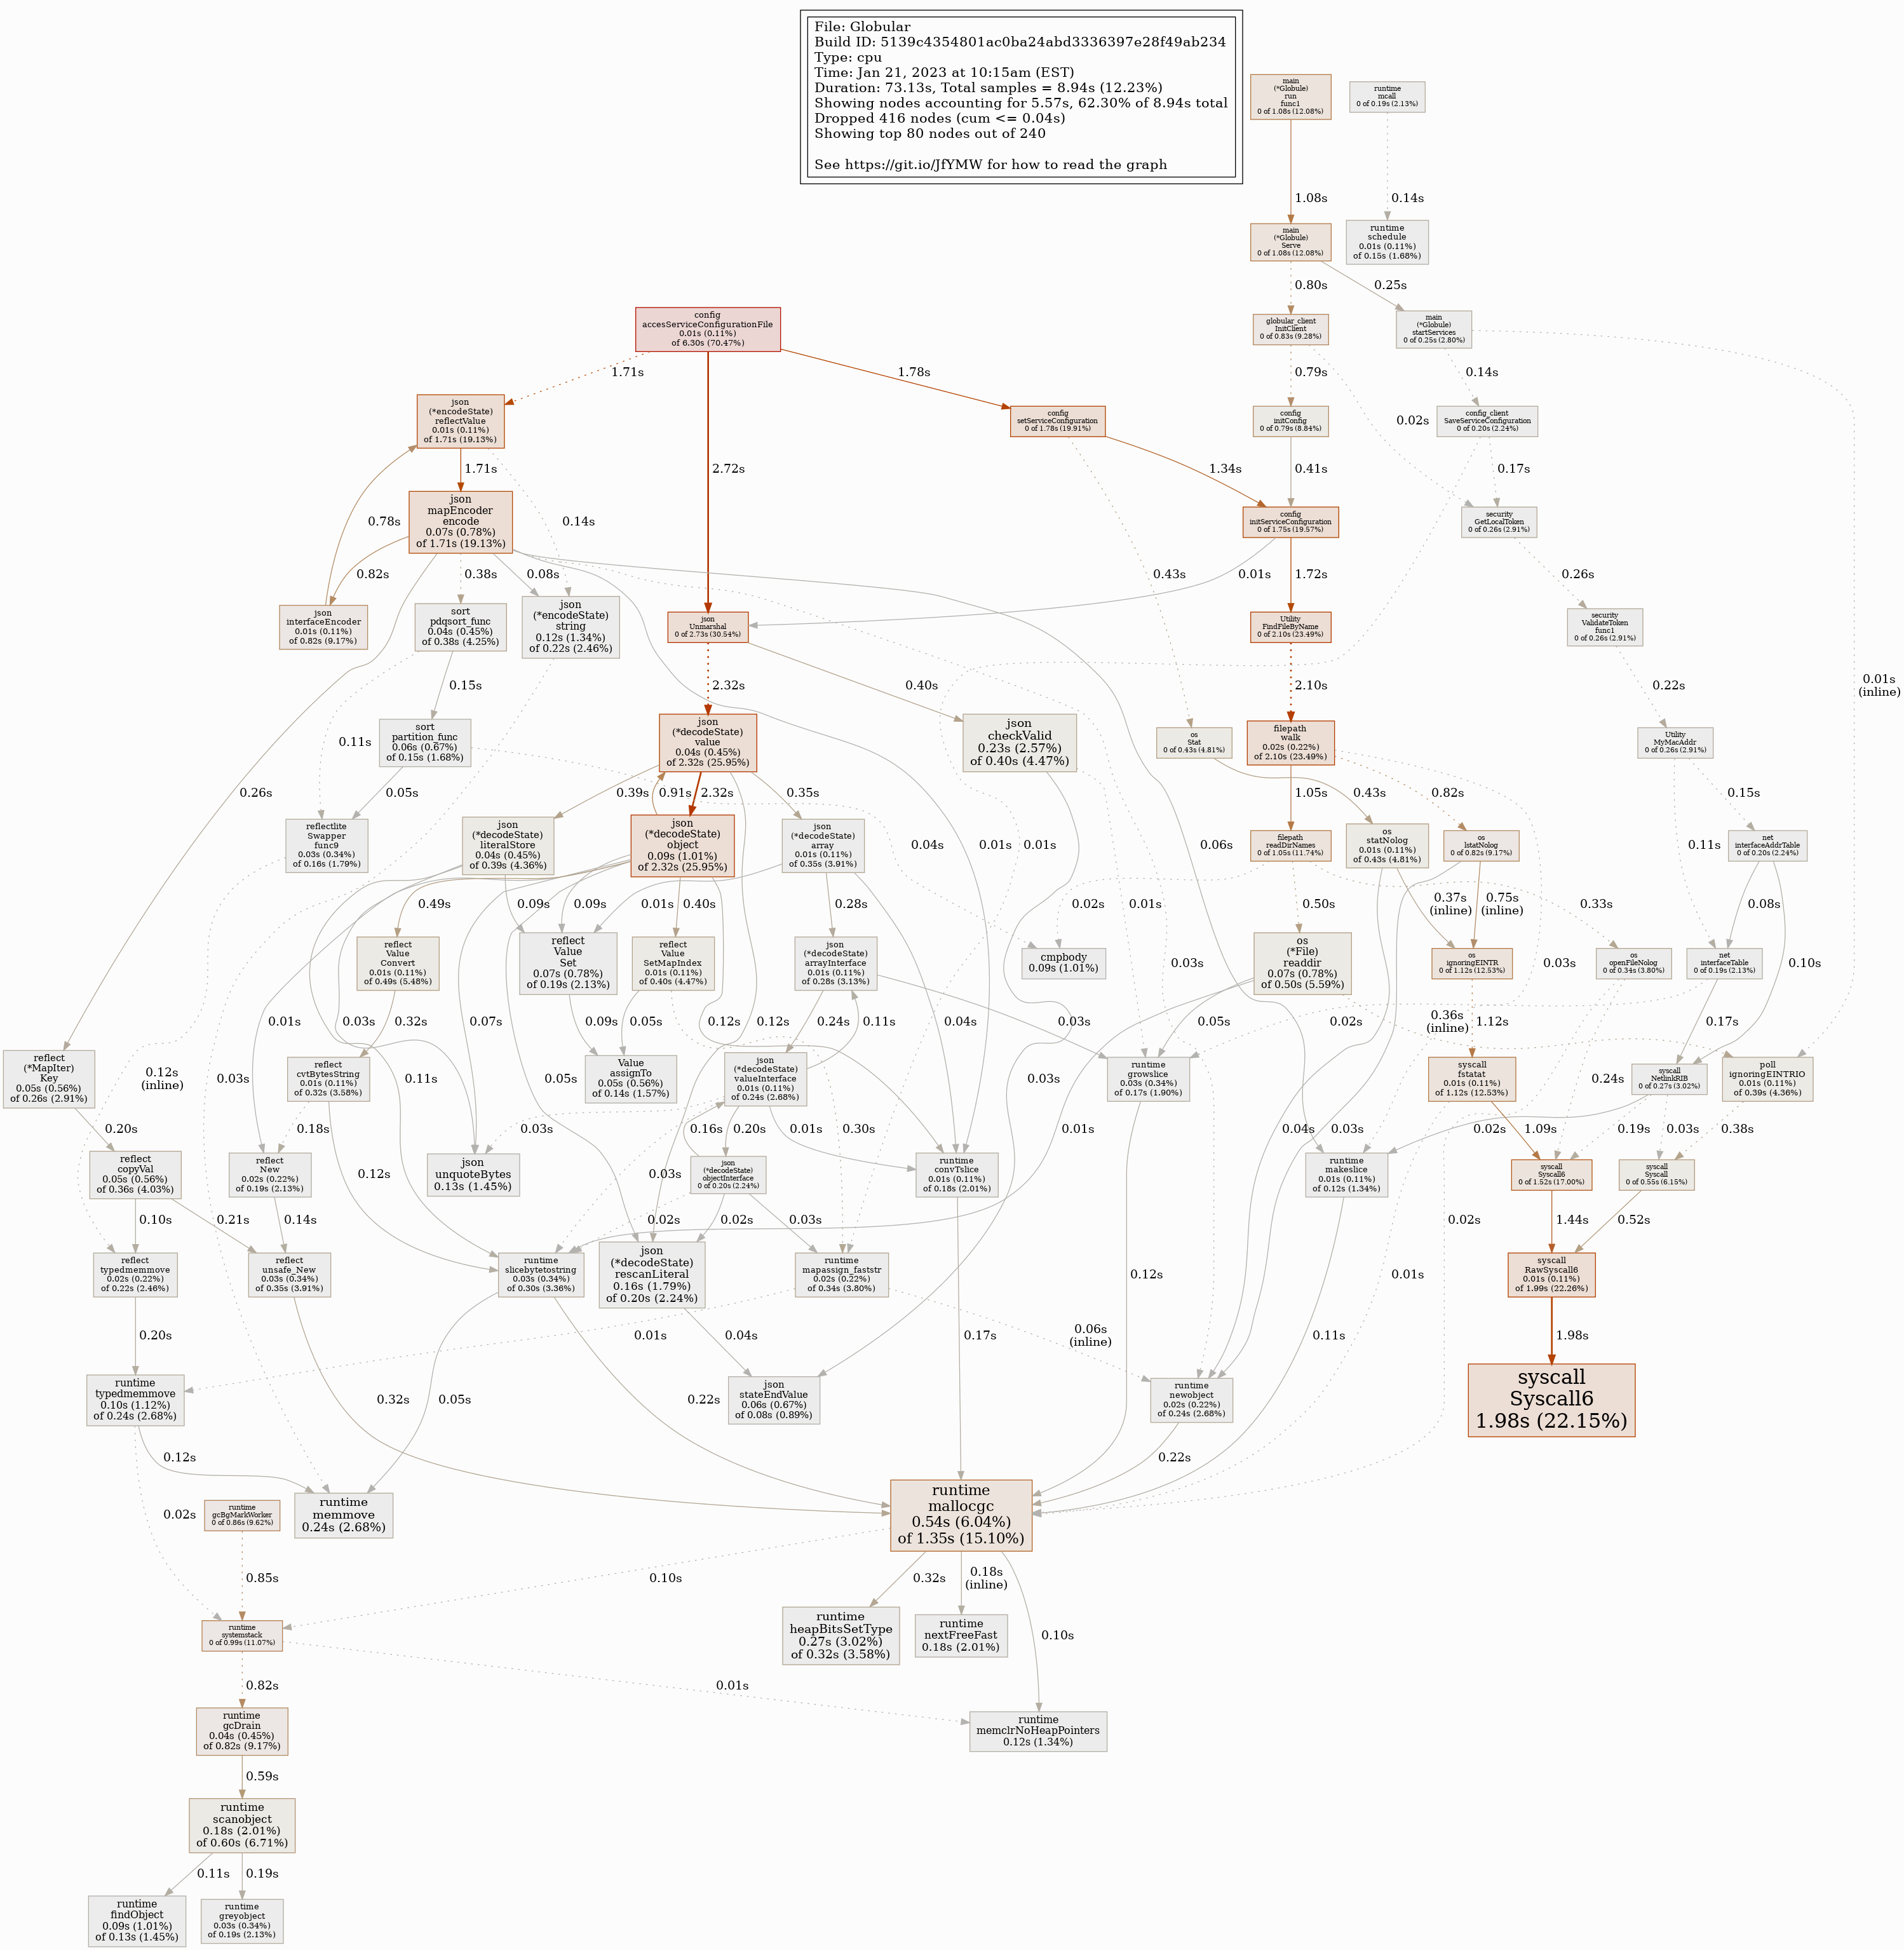 File: Globular
Build ID: 5139c4354801ac0ba24abd3336397e28f49ab234
Type: cpu
Time: Jan 21, 2023 at 10:15am (EST)
Duration: 73.13s, Total samples = 8.94s (12.23%)
Showing nodes accounting for 5.57s, 62.30% of 8.94s total
Dropped 416 nodes (cum <= 0.04s)
Showing top 80 nodes out of 240
See https://git.io/JfYMW for how to read the graph
main
(*Globule)
run
func1
0 of 1.08s (12.08%)
runtime
mcall
0 of 0.19s (2.13%)
1.08s
0.14s
main
(*Globule)
Serve
0 of 1.08s (12.08%)
runtime
schedule
0.01s (0.11%)
of 0.15s (1.68%)
0.80s
0.25s
config
accesServiceConfigurationFile
0.01s (0.11%)
of 6.30s (70.47%)
globular_client
InitClient
0 of 0.83s (9.28%)
main
(*Globule)
startServices
0 of 0.25s (2.80%)
1.71s
1.78s
0.79s
0.14s
json
(*encodeState)
reflectValue
0.01s (0.11%)
of 1.71s (19.13%)
config
setServiceConfiguration
0 of 1.78s (19.91%)
config
initConfig
0 of 0.79s (8.84%)
config_client
SaveServiceConfiguration
0 of 0.20s (2.24%)
0.02s
1.71s
2.72s
1.34s
0.41s
0.17s
json
mapEncoder
encode
0.07s (0.78%)
of 1.71s (19.13%)
0.78s
0.14s
config
initServiceConfiguration
0 of 1.75s (19.57%)
security
GetLocalToken
0 of 0.26s (2.91%)
0.82s
0.38s
0.08s
0.43s
0.01s
1.72s
0.26s
json
interfaceEncoder
0.01s (0.11%)
of 0.82s (9.17%)
sort
pdqsort_func
0.04s (0.45%)
of 0.38s (4.25%)
json
(*encodeState)
string
0.12s (1.34%)
of 0.22s (2.46%)
json
Unmarshal
0 of 2.73s (30.54%)
Utility
FindFileByName
0 of 2.10s (23.49%)
security
ValidateToken
func1
0 of 0.26s (2.91%)
0.15s
2.32s
0.40s
2.10s
0.22s
0.01s
(inline)
sort
partition_func
0.06s (0.67%)
of 0.15s (1.68%)
0.11s
json
(*decodeState)
value
0.04s (0.45%)
of 2.32s (25.95%)
json
checkValid
0.23s (2.57%)
of 0.40s (4.47%)
os
Stat
0 of 0.43s (4.81%)
filepath
walk
0.02s (0.22%)
of 2.10s (23.49%)
Utility
MyMacAddr
0 of 0.26s (2.91%)
0.26s
0.05s
0.39s
0.91s
2.32s
0.35s
0.43s
1.05s
0.82s
0.15s
reflectlite
Swapper
func9
0.03s (0.34%)
of 0.16s (1.79%)
json
(*decodeState)
literalStore
0.04s (0.45%)
of 0.39s (4.36%)
json
(*decodeState)
object
0.09s (1.01%)
of 2.32s (25.95%)
json
(*decodeState)
array
0.01s (0.11%)
of 0.35s (3.91%)
0.04s
0.01s
0.01s
0.06s
filepath
readDirNames
0 of 1.05s (11.74%)
os
statNolog
0.01s (0.11%)
of 0.43s (4.81%)
os
lstatNolog
0 of 0.82s (9.17%)
0.11s
net
interfaceAddrTable
0 of 0.20s (2.24%)
0.49s
0.09s
0.09s
0.01s
0.40s
0.28s
0.02s
0.01s
0.50s
0.37s
(inline)
0.75s
(inline)
0.33s
0.08s
reflect
Value
Convert
0.01s (0.11%)
of 0.49s (5.48%)
reflect
Value
Set
0.07s (0.78%)
of 0.19s (2.13%)
reflect
Value
SetMapIndex
0.01s (0.11%)
of 0.40s (4.47%)
json
(*decodeState)
arrayInterface
0.01s (0.11%)
of 0.28s (3.13%)
cmpbody
0.09s (1.01%)
0.03s
os
(*File)
readdir
0.07s (0.78%)
of 0.50s (5.59%)
os
ignoringEINTR
0 of 1.12s (12.53%)
0.03s
os
openFileNolog
0 of 0.34s (3.80%)
net
interfaceTable
0 of 0.19s (2.13%)
0.10s
0.01s
0.03s
0.32s
0.07s
0.09s
0.05s
0.12s
0.12s
0.24s
0.11s
0.04s
0.03s
0.05s
0.02s
0.36s
(inline)
1.12s
0.17s
reflect
(*MapIter)
Key
0.05s (0.56%)
of 0.26s (2.91%)
0.12s
(inline)
0.03s
reflect
cvtBytesString
0.01s (0.11%)
of 0.32s (3.58%)
0.11s
0.05s
Value
assignTo
0.05s (0.56%)
of 0.14s (1.57%)
json
(*decodeState)
valueInterface
0.01s (0.11%)
of 0.24s (2.68%)
0.03s
runtime
growslice
0.03s (0.34%)
of 0.17s (1.90%)
0.04s
0.03s
syscall
fstatat
0.01s (0.11%)
of 1.12s (12.53%)
0.24s
syscall
NetlinkRIB
0 of 0.27s (3.02%)
poll
ignoringEINTRIO
0.01s (0.11%)
of 0.39s (4.36%)
0.20s
0.18s
0.03s
0.16s
0.20s
0.01s
0.30s
0.01s
0.02s
1.09s
0.19s
0.03s
0.38s
reflect
copyVal
0.05s (0.56%)
of 0.36s (4.03%)
reflect
New
0.02s (0.22%)
of 0.19s (2.13%)
0.12s
json
unquoteBytes
0.13s (1.45%)
0.03s
json
(*decodeState)
objectInterface
0 of 0.20s (2.24%)
runtime
convTslice
0.01s (0.11%)
of 0.18s (2.01%)
runtime
makeslice
0.01s (0.11%)
of 0.12s (1.34%)
syscall
Syscall6
0 of 1.52s (17.00%)
syscall
Syscall
0 of 0.55s (6.15%)
0.10s
0.21s
0.14s
0.02s
0.02s
0.03s
0.02s
1.44s
0.52s
reflect
typedmemmove
0.02s (0.22%)
of 0.22s (2.46%)
reflect
unsafe_New
0.03s (0.34%)
of 0.35s (3.91%)
runtime
slicebytetostring
0.03s (0.34%)
of 0.30s (3.36%)
json
(*decodeState)
rescanLiteral
0.16s (1.79%)
of 0.20s (2.24%)
runtime
mapassign_faststr
0.02s (0.22%)
of 0.34s (3.80%)
0.12s
0.01s
syscall
RawSyscall6
0.01s (0.11%)
of 1.99s (22.26%)
0.20s
0.01s
0.04s
0.17s
0.06s
(inline)
0.11s
1.98s
runtime
typedmemmove
0.10s (1.12%)
of 0.24s (2.68%)
0.32s
0.05s
0.22s
json
stateEndValue
0.06s (0.67%)
of 0.08s (0.89%)
runtime
newobject
0.02s (0.22%)
of 0.24s (2.68%)
syscall
Syscall6
1.98s (22.15%)
0.12s
0.22s
0.02s
runtime
gcBgMarkWorker
0 of 0.86s (9.62%)
runtime
memmove
0.24s (2.68%)
runtime
mallocgc
0.54s (6.04%)
of 1.35s (15.10%)
0.85s
0.10s
0.32s
0.18s
(inline)
0.10s
runtime
systemstack
0 of 0.99s (11.07%)
runtime
heapBitsSetType
0.27s (3.02%)
of 0.32s (3.58%)
runtime
nextFreeFast
0.18s (2.01%)
0.82s
0.01s
runtime
gcDrain
0.04s (0.45%)
of 0.82s (9.17%)
runtime
memclrNoHeapPointers
0.12s (1.34%)
0.59s
runtime
scanobject
0.18s (2.01%)
of 0.60s (6.71%)
0.11s
0.19s
runtime
findObject
0.09s (1.01%)
of 0.13s (1.45%)
runtime
greyobject
0.03s (0.34%)
of 0.19s (2.13%)